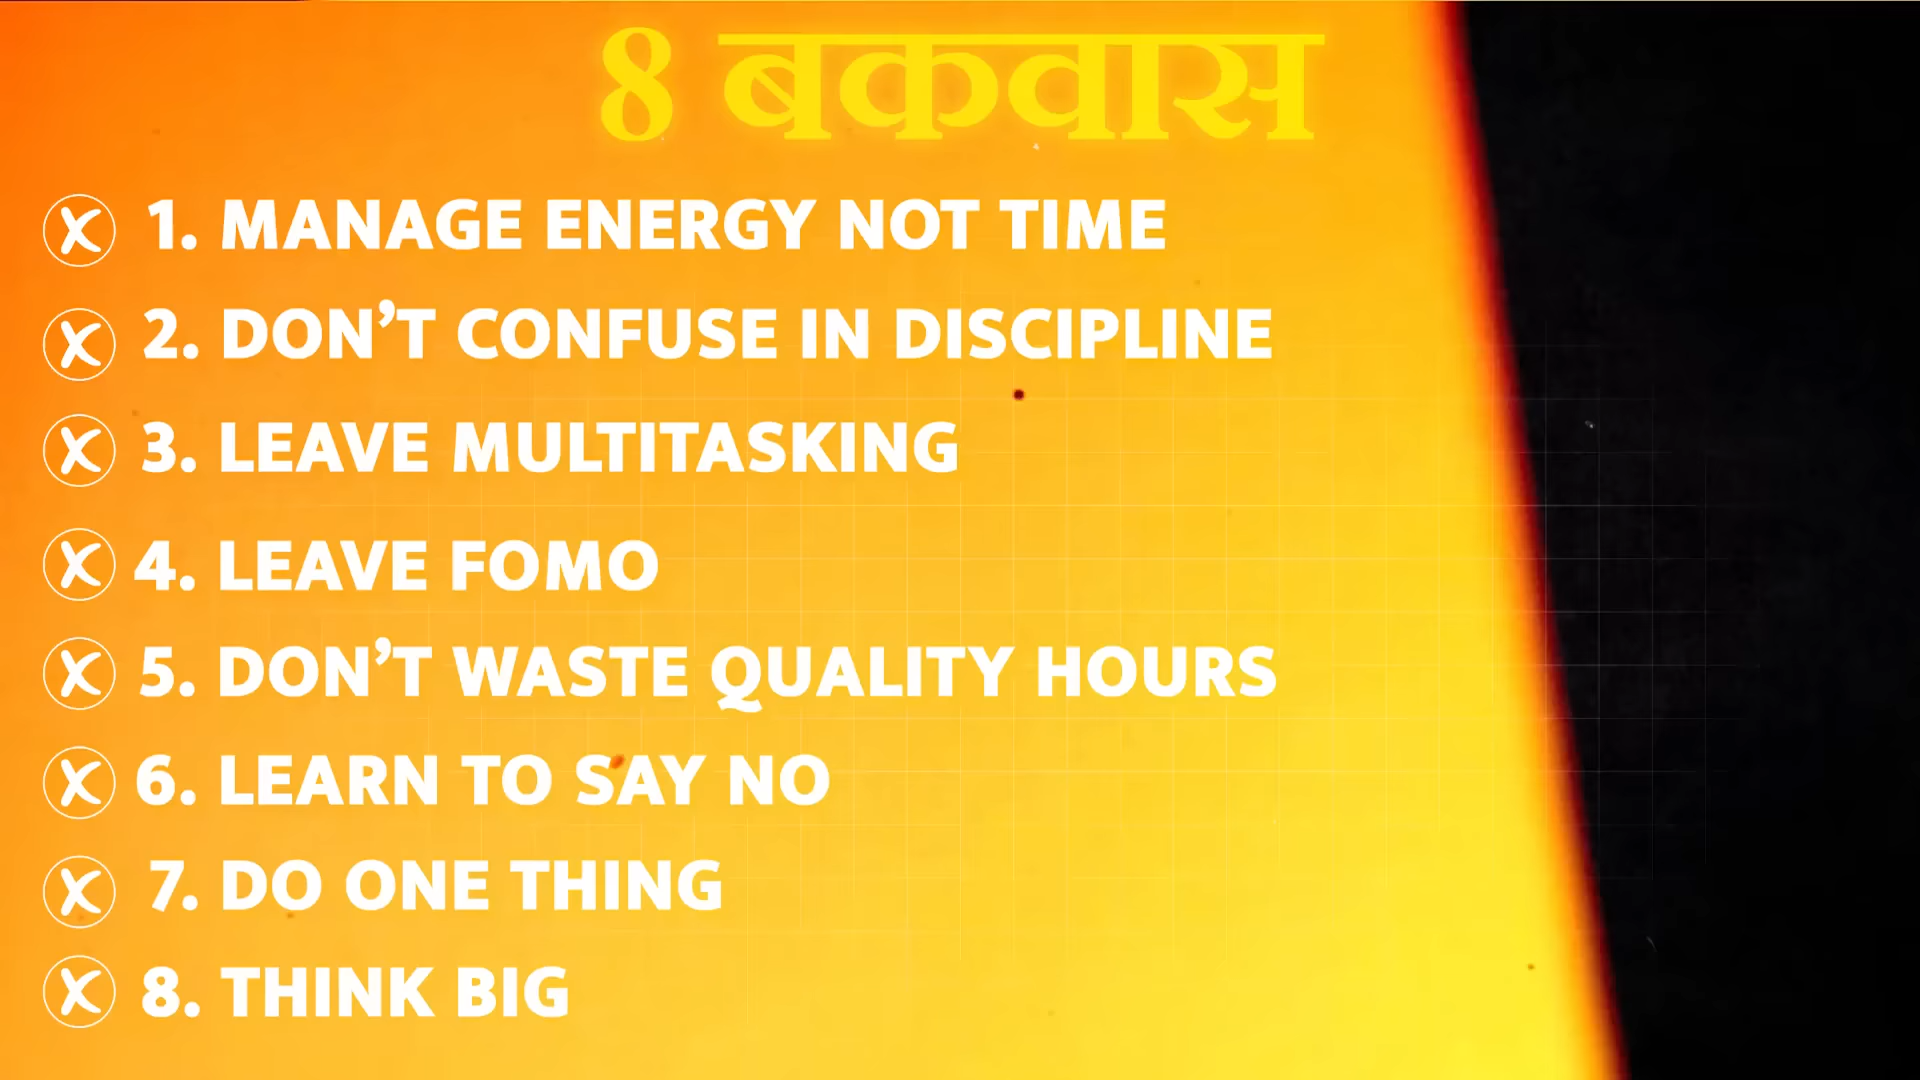 8 बकवास
1. MANAGE ENERGY NOT TIME
2. DON’T CONFUSE IN DISCIPLINE
3. LEAVE MULTITASKING
4. LEAVE FOMO
5. DON’T WASTE QUALITY HOURS
6. LEARN TO SAY NO
7. DO ONE THING
8. THINK BIG